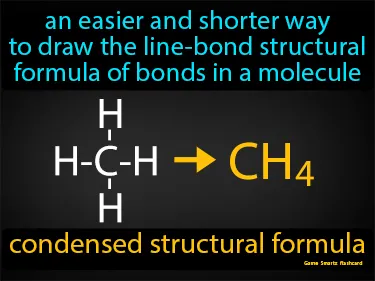 an easier and shorter way
to draw the line-bond structural
formula of bonds in a molecule
H
H-C-H
H
CH4
condensed structural formula
Game Smartz Flashcard